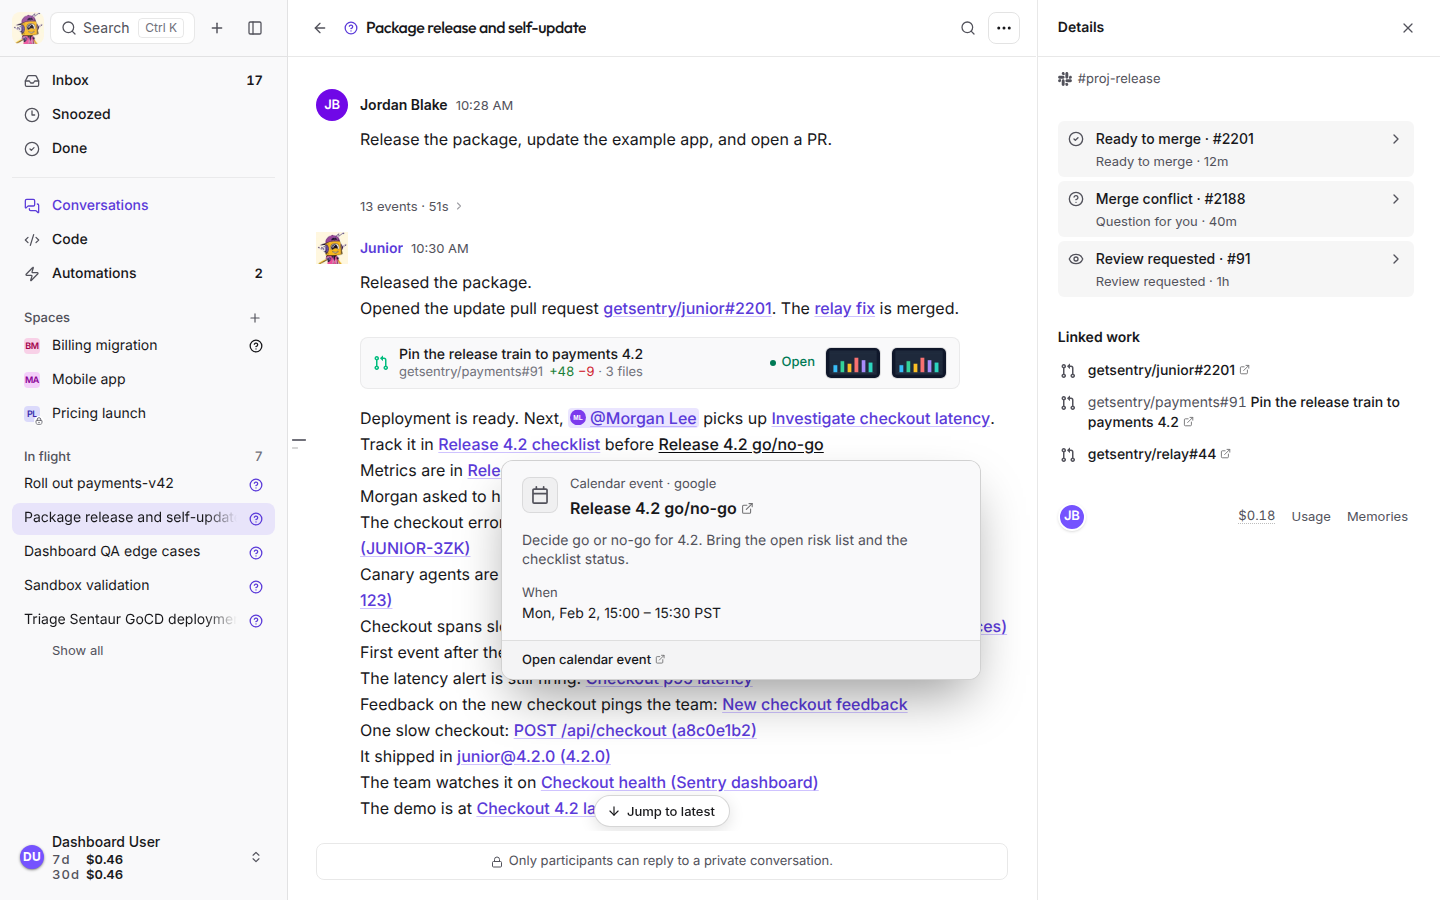 Search Ctrl K
Inbox 17
Snoozed
Done
Conversations
Code
Automations 2
Spaces
BM Billing migration
MA Mobile app
PL Pricing launch
In flight 7
Roll out payments-v42
Package release and self-update
Dashboard QA edge cases
Sandbox validation
Triage Sentaur GoCD deployme
Show all
DU Dashboard User
7d $0.46
30d $0.46
Package release and self-update
JB Jordan Blake 10:28 AM
Release the package, update the example app, and open a PR.
13 events · 51s
Junior 10:30 AM
Released the package.
Opened the update pull request getsentry/junior#2201. The relay fix is merged.
Pin the release train to payments 4.2
getsentry/payments#91 +48 −9 · 3 files
Open
Deployment is ready. Next, ML @Morgan Lee picks up Investigate checkout latency.
Track it in Release 4.2 checklist before Release 4.2 go/no-go
Metrics are in Rele
Morgan asked to h
The checkout error
(JUNIOR-3ZK)
Canary agents are
123)
Checkout spans slo
First event after the
The latency alert is still firing: Checkout p95 latency
Feedback on the new checkout pings the team: New checkout feedback
One slow checkout: POST /api/checkout (a8c0e1b2)
It shipped in junior@4.2.0 (4.2.0)
The team watches it on Checkout health (Sentry dashboard)
The demo is at Checkout 4.2 la
Calendar event · google
Release 4.2 go/no-go
Decide go or no-go for 4.2. Bring the open risk list and the
checklist status.
When
Mon, Feb 2, 15:00 – 15:30 PST
Open calendar event
Jump to latest
Only participants can reply to a private conversation.
Details
#proj-release
Ready to merge · #2201
Ready to merge · 12m
Merge conflict · #2188
Question for you · 40m
Review requested · #91
Review requested · 1h
Linked work
getsentry/junior#2201
getsentry/payments#91 Pin the release train to
payments 4.2
getsentry/relay#44
JB $0.18 Usage Memories